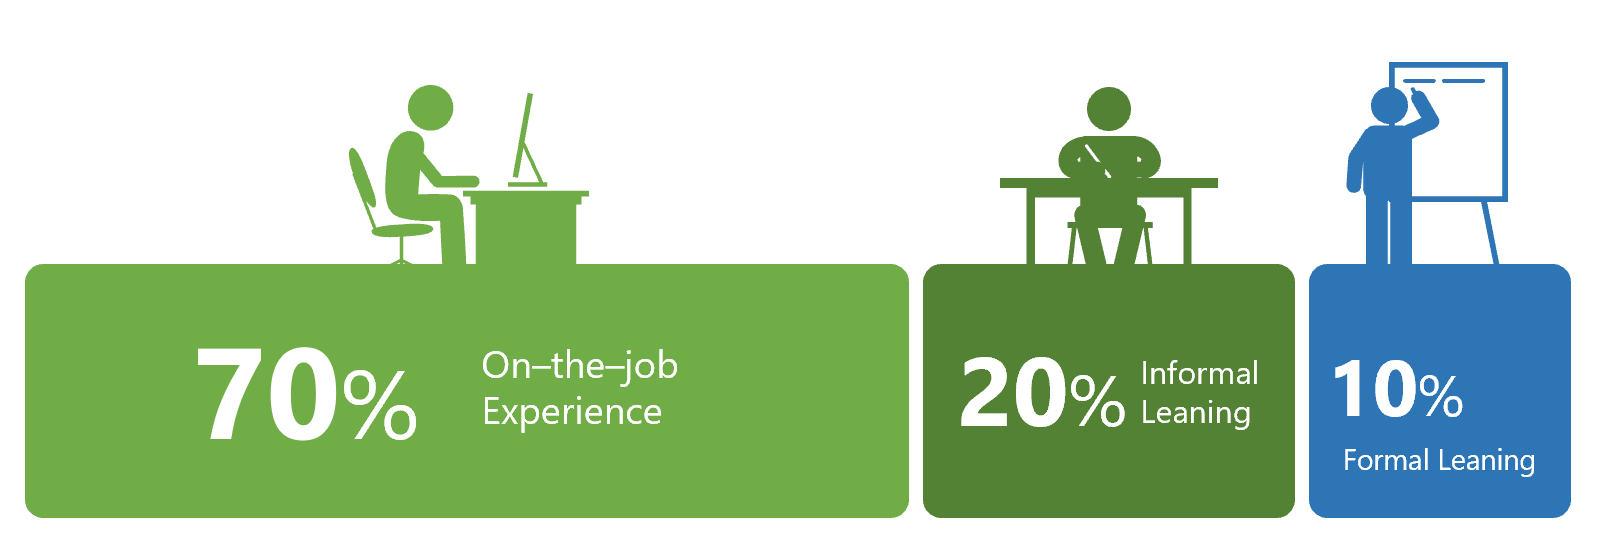 70%
On–the–job
Experience
20%
Informal
Leaning
10%
Formal Leaning